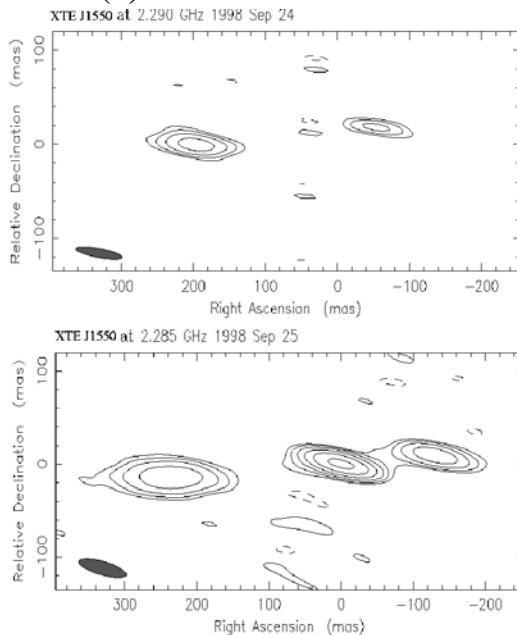 XTE J1550 at 2.290 GHz 1998 Sep 24
Relative Declination (mas)
100
0
-100
300 200 100 0 -100 -200
Right Ascension (mas)
XTE J1550 at 2.285 GHz 1998 Sep 25
Relative Declination (mas)
100
0
-100
300 200 100 0 -100 -200
Right Ascension (mas)